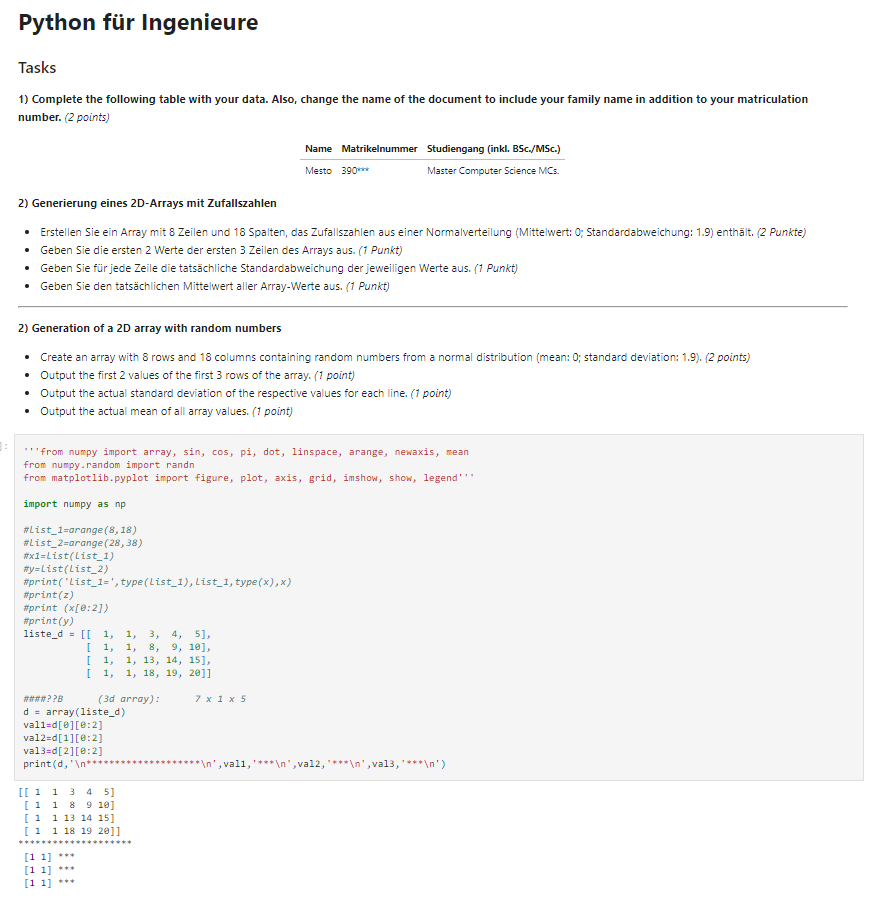 Python für Ingenieure
Tasks
1) Complete the following table with your data. Also, change the name of the document to include your family name in addition to your matriculation
number. (2 points)
Name Matrikelnummer Studiengang (inkl. BSc./MSc.)
Mesto 390*** Master Computer Science MCs.
2) Generierung eines 2D-Arrays mit Zufallszahlen
• Erstellen Sie ein Array mit 8 Zeilen und 18 Spalten, das Zufallszahlen aus einer Normalverteilung (Mittelwert: 0; Standardabweichung: 1.9) enthält. (2 Punkte)
• Geben Sie die ersten 2 Werte der ersten 3 Zeilen des Arrays aus. (1 Punkt)
• Geben Sie für jede Zeile die tatsächliche Standardabweichung der jeweiligen Werte aus. (1 Punkt)
• Geben Sie den tatsächlichen Mittelwert aller Array-Werte aus. (1 Punkt)
2) Generation of a 2D array with random numbers
• Create an array with 8 rows and 18 columns containing random numbers from a normal distribution (mean: 0; standard deviation: 1.9). (2 points)
• Output the first 2 values of the first 3 rows of the array. (1 point)
• Output the actual standard deviation of the respective values for each line. (1 point)
• Output the actual mean of all array values. (1 point)
]:
'''from numpy import array, sin, cos, pi, dot, linspace, arange, newaxis, mean
from numpy.random import randn
from matplotlib.pyplot import figure, plot, axis, grid, imshow, show, legend'''
import numpy as np
#list_1=arange(8,18)
#list_2=arange(28,38)
#x1=list(list_1)
#y=list(list_2)
#print('list_1=',type(list_1),list_1,type(x),x)
#print(z)
#print (x[0:2])
#print(y)
liste_d = [[  1,  1,  3,  4,  5],
           [  1,  1,  8,  9, 10],
           [  1,  1, 13, 14, 15],
           [  1,  1, 18, 19, 20]]
####??B      (3d array):      7 x 1 x 5
d = array(liste_d)
val1=d[0][0:2]
val2=d[1][0:2]
val3=d[2][0:2]
print(d,'\n********************\n',val1,'***\n',val2,'***\n',val3,'***\n')
[[ 1  1  3  4  5]
 [ 1  1  8  9 10]
 [ 1  1 13 14 15]
 [ 1  1 18 19 20]]
********************
 [1 1] ***
 [1 1] ***
 [1 1] ***